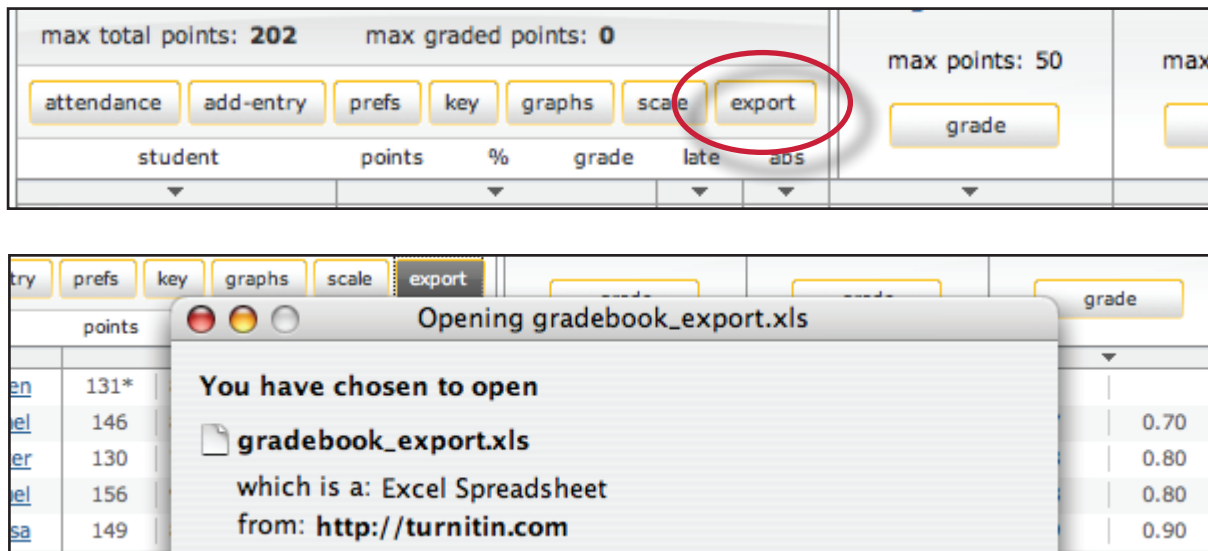 max total points: 202 max graded points: 0
max points: 50 max
attendance add-entry prefs key graphs scale export
grade
student points % grade late abs
try prefs key graphs scale export
grade grade grade
points
Opening gradebook_export.xls
en 131*
You have chosen to open
el 146 0.70
gradebook_export.xls
er 130 0.80
which is a: Excel Spreadsheet
el 156 0.80
from: http://turnitin.com
sa 149 0.90